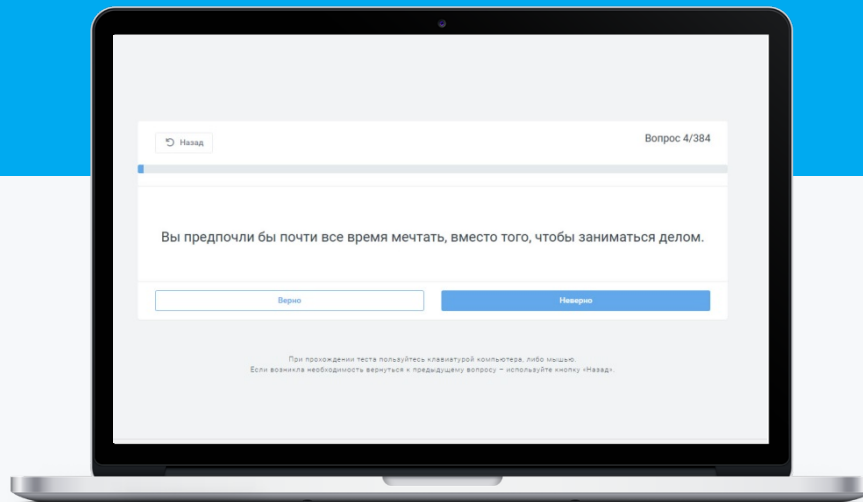 Назад
Вопрос 4/384
Вы предпочли бы почти все время мечтать, вместо того, чтобы заниматься делом.
Верно
Неверно
При прохождении теста пользуйтесь клавиатурой компьютера, либо мышью.
Если возникла необходимость вернуться к предыдущему вопросу – используйте кнопку «Назад».